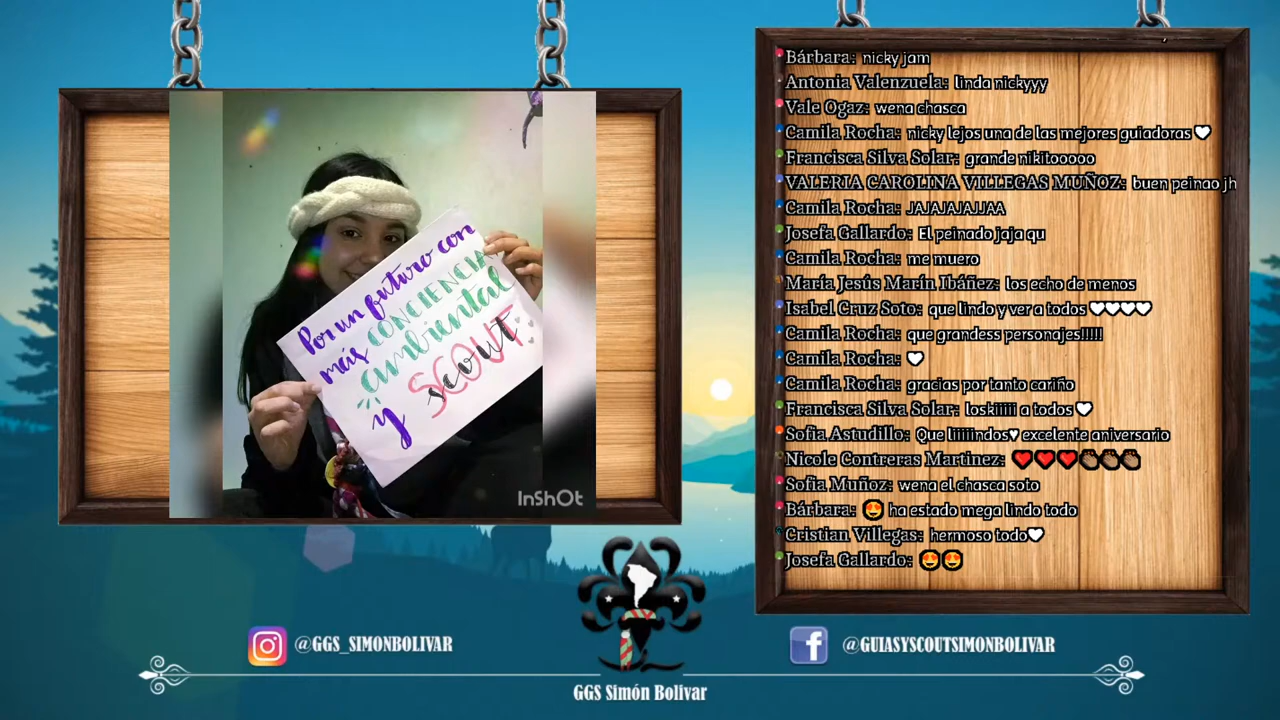 Por un futuro con
más CONCIENCIA
ambiental
y SCOUT
InShOt
Bárbara: nicky jam
Antonia Valenzuela: linda nickyyy
Vale Ogaz: wena chasca
Camila Rocha: nicky lejos una de las mejores guiadoras 🤍
Francisca Silva Solar: grande nikitooooo
VALERIA CAROLINA VILLEGAS MUÑOZ: buen peinao jh
Camila Rocha: JAJAJAJAJJAA
Josefa Gallardo: El peinado jaja qu
Camila Rocha: me muero
María Jesús Marín Ibáñez: los echo de menos
Isabel Cruz Soto: que lindo y ver a todos 🤍🤍🤍🤍
Camila Rocha: que grandess personajes!!!!!
Camila Rocha: 🤍
Camila Rocha: gracias por tanto cariño
Francisca Silva Solar: loskiiiii a todos 🤍
Sofia Astudillo: Que liiiiindos♥ excelente aniversario
Nicole Contreras Martinez: ❤️❤️❤️👏🏾👏🏾👏🏾
Sofia Muñoz: wena el chasca soto
Bárbara: 😍 ha estado mega lindo todo
Cristian Villegas: hermoso todo🤍
Josefa Gallardo: 😍😍
@GGS_SIMONBOLIVAR
@GUIASYSCOUTSIMONBOLIVAR
GGS Simón Bolivar